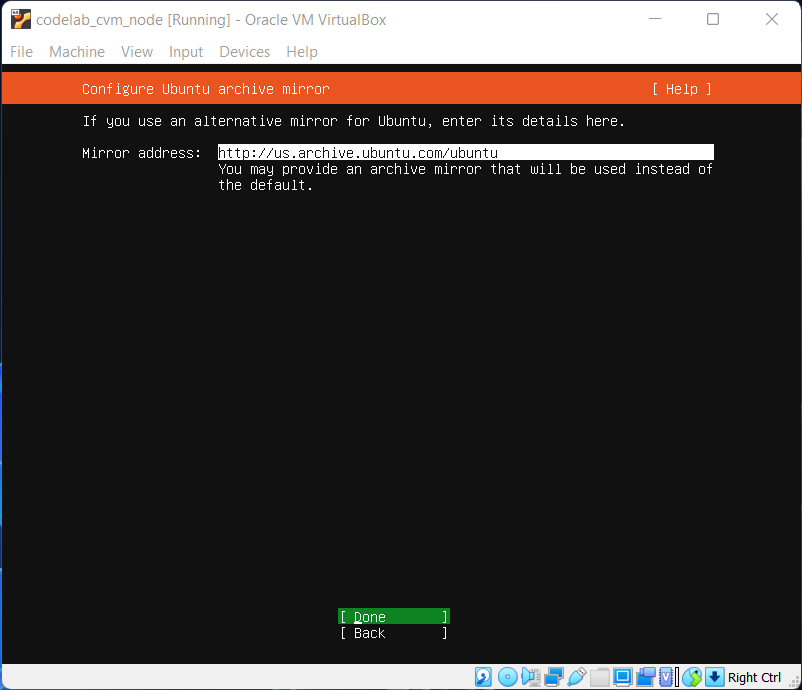 codelab_cvm_node [Running] - Oracle VM VirtualBox
File Machine View Input Devices Help
Configure Ubuntu archive mirror [ Help ]
If you use an alternative mirror for Ubuntu, enter its details here.
Mirror address: http://us.archive.ubuntu.com/ubuntu
You may provide an archive mirror that will be used instead of
the default.
[ Done ]
[ Back ]
Right Ctrl